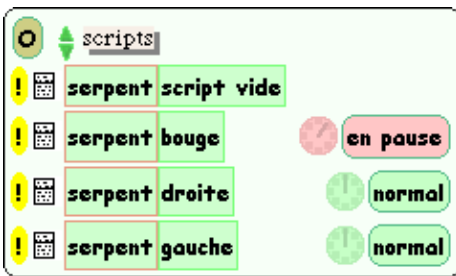 O scripts
! serpent script vide
! serpent bouge en pause
! serpent droite normal
! serpent gauche normal